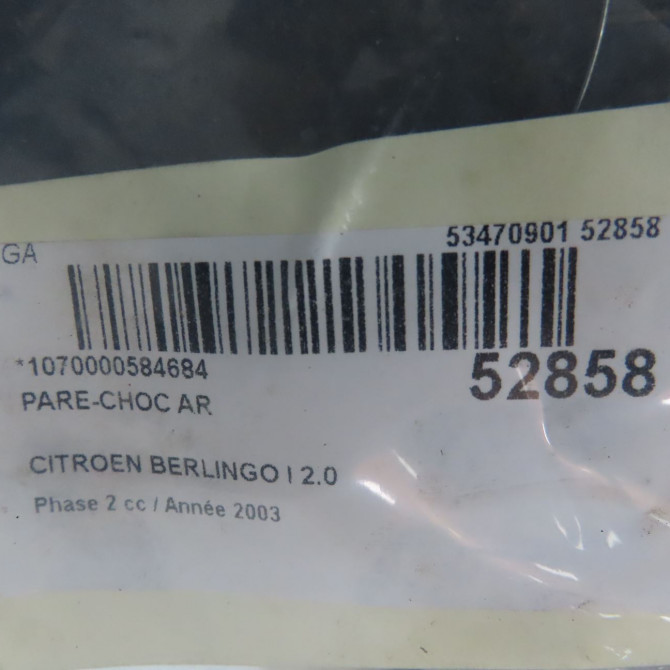 GA
53470901 52858
*1070000584684
52858
PARE-CHOC AR
CITROEN BERLINGO I 2.0
Phase 2 cc / Année 2003